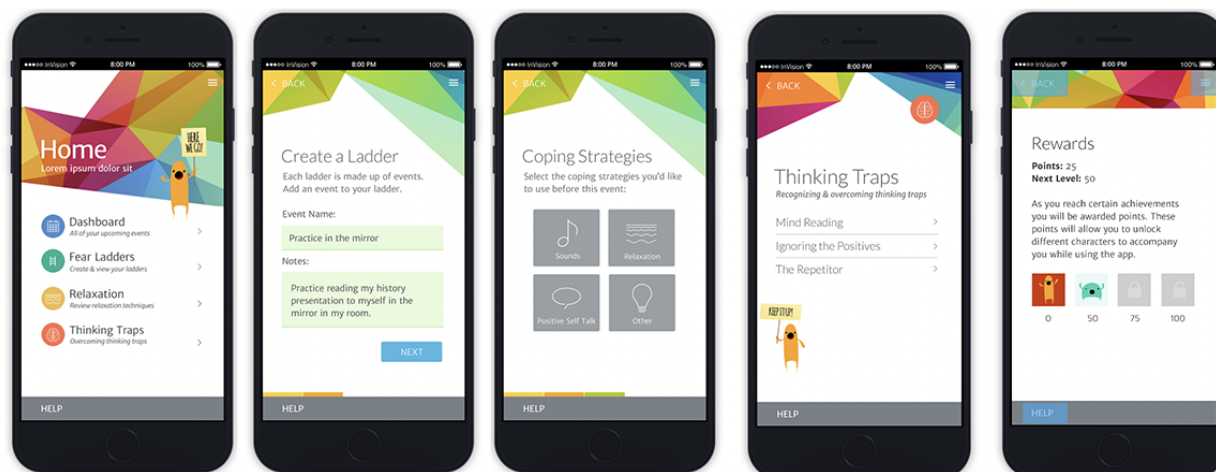 InVision 8:00 PM 100%
HERE
WE GO!
Home
Lorem ipsum dolor sit
Dashboard
All of your upcoming events
Fear Ladders
Create & view your ladders
Relaxation
Review relaxation techniques
Thinking Traps
Overcoming thinking traps
HELP
InVision 8:00 PM 100%
< BACK
Create a Ladder
Each ladder is made up of events.
Add an event to your ladder.
Event Name:
Practice in the mirror
Notes:
Practice reading my history
presentation to myself in the
mirror in my room.
NEXT
HELP
InVision 8:00 PM 100%
< BACK
Coping Strategies
Select the coping strategies you'd like
to use before this event:
Sounds
Relaxation
Positive Self Talk
Other
HELP
InVision 8:00 PM 100%
< BACK
Thinking Traps
Recognizing & overcoming thinking traps
Mind Reading
Ignoring the Positives
The Repetitor
KEEP IT UP!
HELP
InVision 8:00 PM 100%
< BACK
Rewards
Points: 25
Next Level: 50
As you reach certain achievements
you will be awarded points. These
points will allow you to unlock
different characters to accompany
you while using the app.
0 50 75 100
HELP